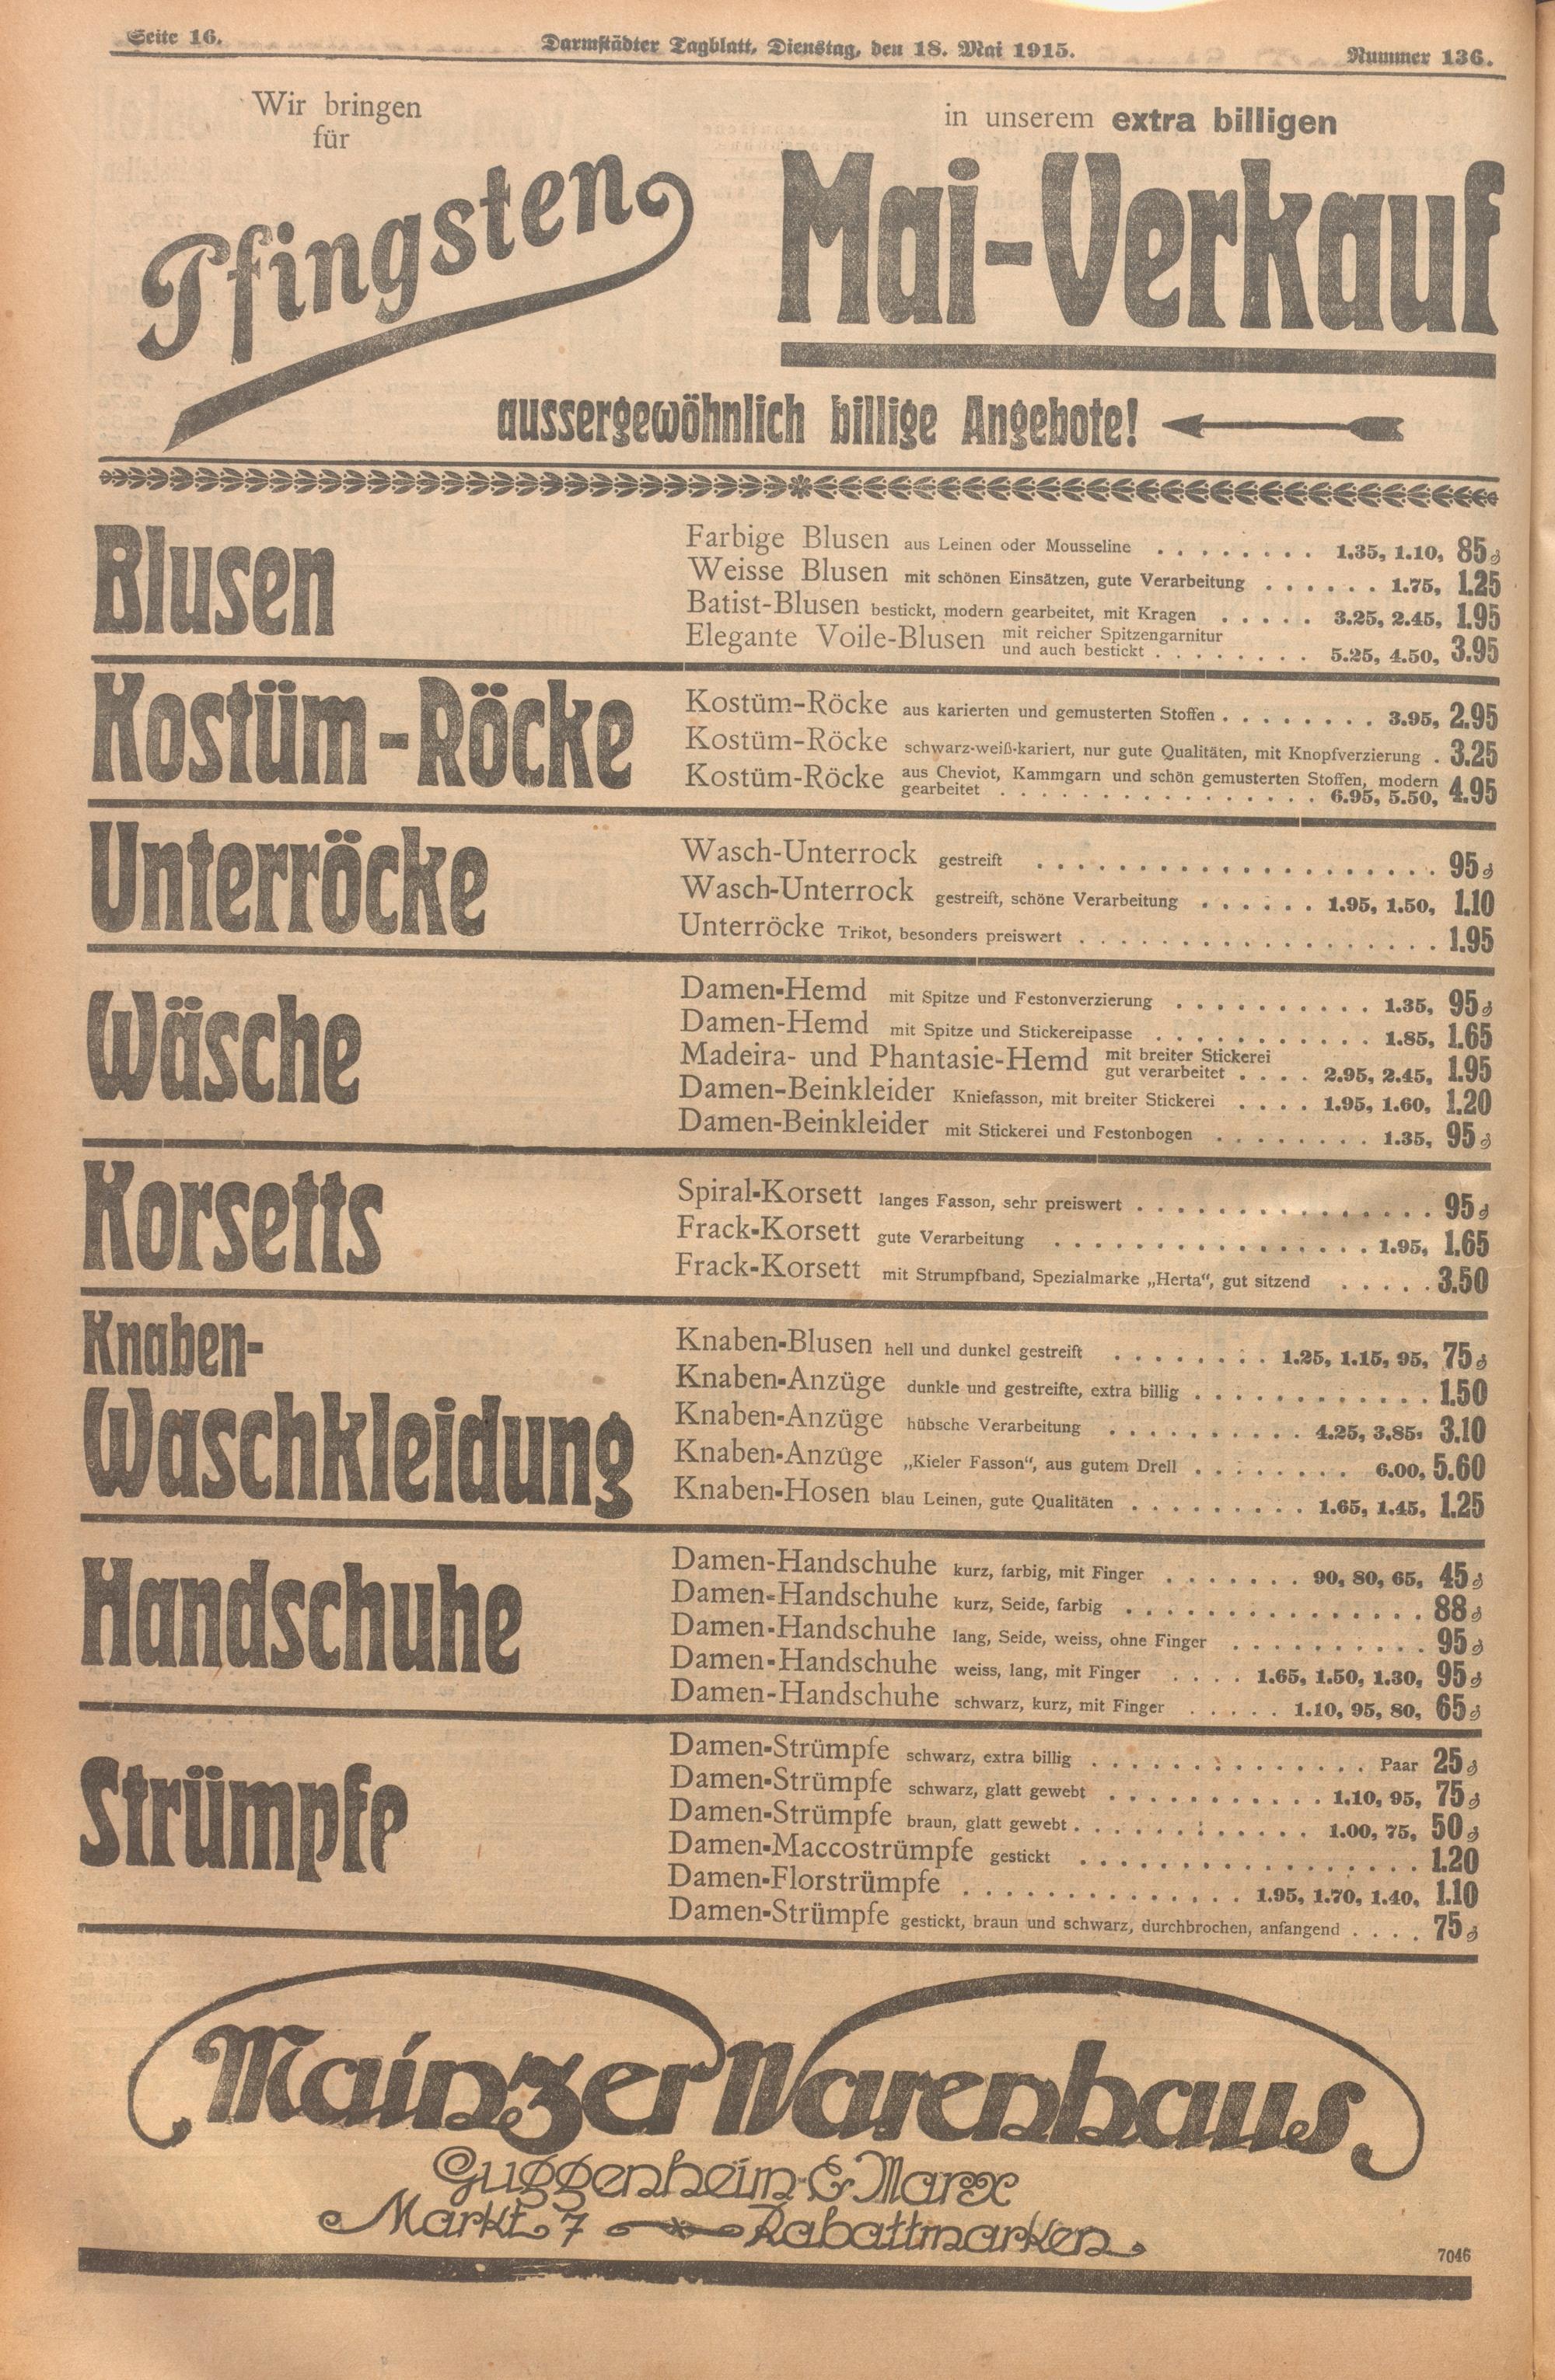 Seite 16.
Darmstädter Tagblatt, Dienstag, den 18. Mai 1915.
Nummer 136.
Wir bringen
für
Pfingsten
in unserem extra billigen
Mai-Verkauf
aussergewöhnlich billige Angebote!
Blusen
Farbige Blusen aus Leinen oder Mousseline . . . . . . . . 1.35, 1.10, 85 ₰
Weisse Blusen mit schönen Einsätzen, gute Verarbeitung . . . . . . 1.75, 1.25
Batist-Blusen bestickt, modern gearbeitet, mit Kragen . . . . . 3.25, 2.45, 1.95
Elegante Voile-Blusen mit reicher Spitzengarnitur
und auch bestickt . . . . . . . . 5.25, 4.50, 3.95
Kostüm-Röcke
Kostüm-Röcke aus karierten und gemusterten Stoffen . . . . . . . . 3.95, 2.95
Kostüm-Röcke schwarz-weiß-kariert, nur gute Qualitäten, mit Knopfverzierung . 3.25
Kostüm-Röcke aus Cheviot, Kammgarn und schön gemusterten Stoffen, modern
gearbeitet . . . . . . . . . . . . . . . . 6.95, 5.50, 4.95
Unterröcke
Wasch-Unterrock gestreift . . . . . . . . . . . . . . . . . . . 95 ₰
Wasch-Unterrock gestreift, schöne Verarbeitung . . . . . . 1.95, 1.50, 1.10
Unterröcke Trikot, besonders preiswert . . . . . . . . . . . . . . . . . 1.95
Wäsche
Damen-Hemd mit Spitze und Festonverzierung . . . . . . . . . . 1.35, 95 ₰
Damen-Hemd mit Spitze und Stickereipasse . . . . . . . . . . . 1.85, 1.65
Madeira- und Phantasie-Hemd mit breiter Stickerei
gut verarbeitet . . . . 2.95, 2.45, 1.95
Damen-Beinkleider Kniefasson, mit breiter Stickerei . . . . 1.95, 1.60, 1.20
Damen-Beinkleider mit Stickerei und Festonbogen . . . . . . . . 1.35, 95 ₰
Korsetts
Spiral-Korsett langes Fasson, sehr preiswert . . . . . . . . . . . . . . . 95 ₰
Frack-Korsett gute Verarbeitung . . . . . . . . . . . . . . . . 1.95, 1.65
Frack-Korsett mit Strumpfband, Spezialmarke „Herta“, gut sitzend . . . . . 3.50
Knaben-
Waschkleidung
Knaben-Blusen hell und dunkel gestreift . . . . . . . . 1.25, 1.15, 95, 75 ₰
Knaben-Anzüge dunkle und gestreifte, extra billig . . . . . . . . . . . . 1.50
Knaben-Anzüge hübsche Verarbeitung . . . . . . . . . . 4.25, 3.85, 3.10
Knaben-Anzüge „Kieler Fasson“, aus gutem Drell . . . . . . . . 6.00, 5.60
Knaben-Hosen blau Leinen, gute Qualitäten . . . . . . . . . 1.65, 1.45, 1.25
Handschuhe
Damen-Handschuhe kurz, farbig, mit Finger . . . . . . . 90, 80, 65, 45 ₰
Damen-Handschuhe kurz, Seide, farbig . . . . . . . . . . . . . . . 88 ₰
Damen-Handschuhe lang, Seide, weiss, ohne Finger . . . . . . . . . . 95 ₰
Damen-Handschuhe weiss, lang, mit Finger . . . . 1.65, 1.50, 1.30, 95 ₰
Damen-Handschuhe schwarz, kurz, mit Finger . . . . . 1.10, 95, 80, 65 ₰
Strümpfe
Damen-Strümpfe schwarz, extra billig . . . . . . . . . . . . . . Paar 25 ₰
Damen-Strümpfe schwarz, glatt gewebt . . . . . . . . . . . 1.10, 95, 75 ₰
Damen-Strümpfe braun, glatt gewebt . . . . . . . . . . . . 1.00, 75, 50 ₰
Damen-Maccostrümpfe gestickt . . . . . . . . . . . . . . . . . 1.20
Damen-Florstrümpfe . . . . . . . . . . . . . . 1.95, 1.70, 1.40, 1.10
Damen-Strümpfe gestickt, braun und schwarz, durchbrochen, anfangend . . . . 75 ₰
Mainzer Warenhaus
Guggenheim & Marx
Markt 7 Rabattmarken
7046